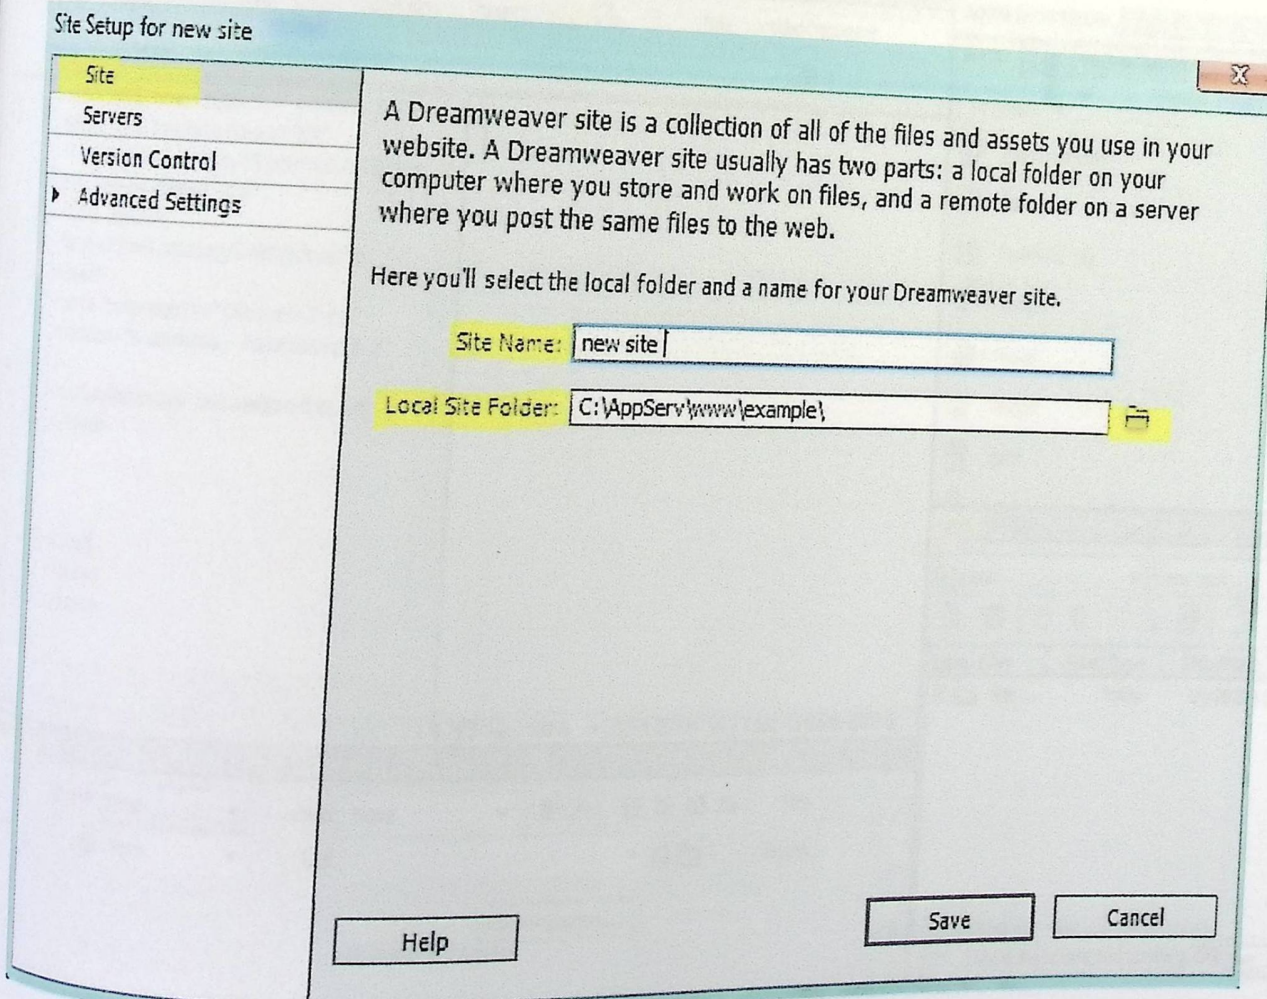 Site Setup for new site
Site
Servers
Version Control
Advanced Settings
A Dreamweaver site is a collection of all of the files and assets you use in your
website. A Dreamweaver site usually has two parts: a local folder on your
computer where you store and work on files, and a remote folder on a server
where you post the same files to the web.
Here you'll select the local folder and a name for your Dreamweaver site.
Site Name: new site
Local Site Folder: C:\AppServ\www\example\
Help
Save
Cancel